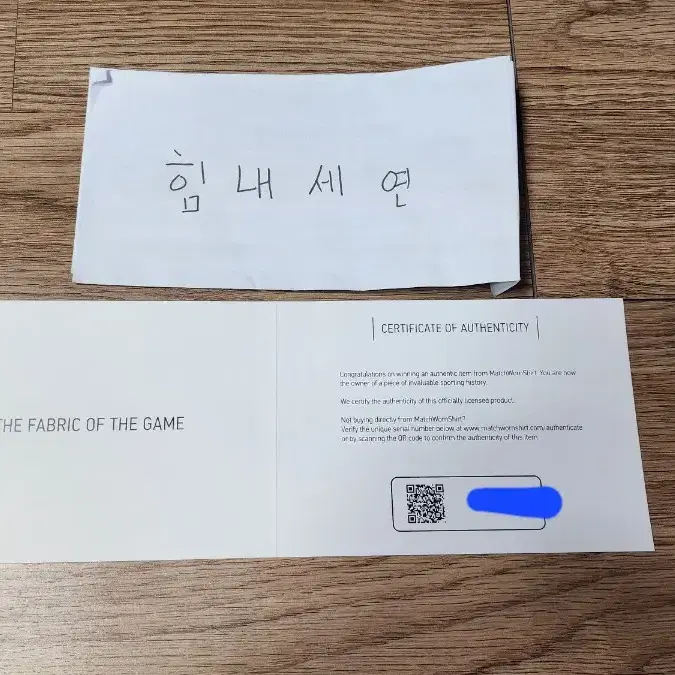 힘내세연
THE FABRIC OF THE GAME
CERTIFICATE OF AUTHENTICITY
Congratulations on winning an authentic item from MatchWornShirt. You are now
the owner of a piece of invaluable sporting history.
We certify the authenticity of this officially licensed product.
Not buying directly from MatchWornShirt?
Verify the unique serial number below at www.matchwornshirt.com/authenticate
or by scanning the QR code to confirm the authenticity of this item.